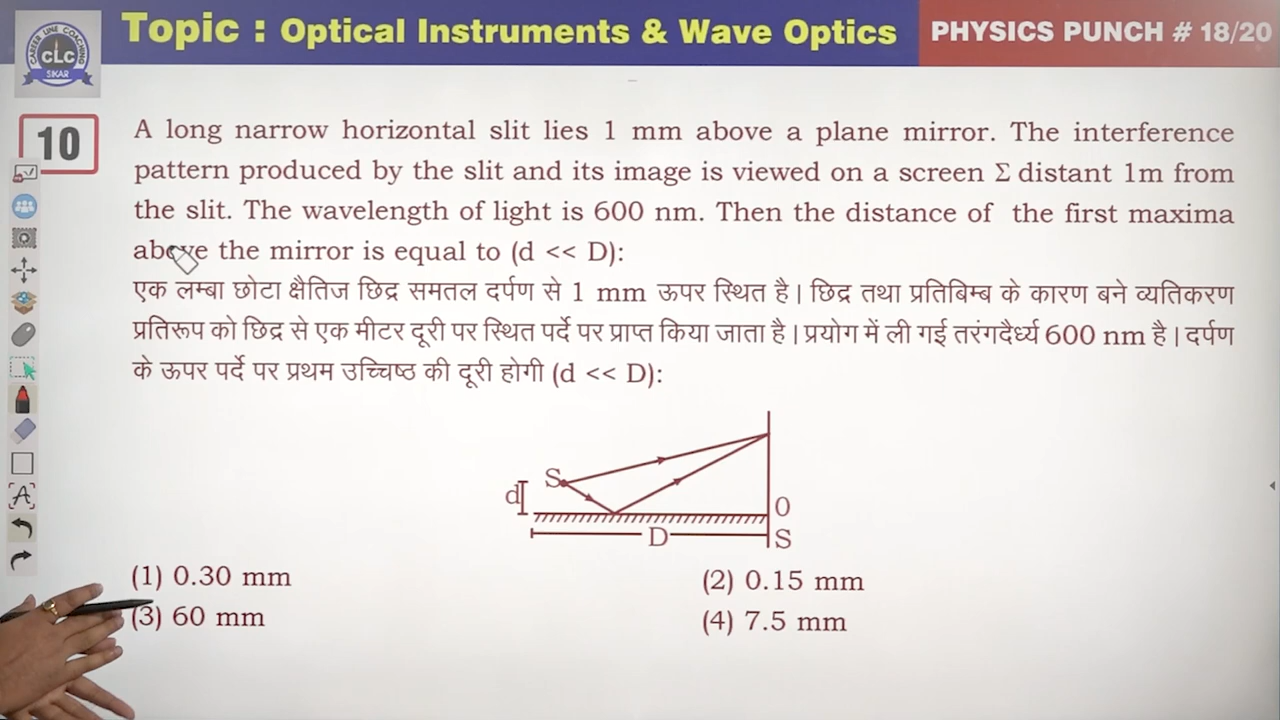 Topic : Optical Instruments & Wave Optics
PHYSICS PUNCH # 18/20
CAREER LINE COACHING
CLC
SIKAR
10
A long narrow horizontal slit lies 1 mm above a plane mirror. The interference
pattern produced by the slit and its image is viewed on a screen Σ distant 1m from
the slit. The wavelength of light is 600 nm. Then the distance of the first maxima
above the mirror is equal to (d << D):
एक लम्बा छोटा क्षैतिज छिद्र समतल दर्पण से 1 mm ऊपर स्थित है। छिद्र तथा प्रतिबिम्ब के कारण बने व्यतिकरण
प्रतिरूप को छिद्र से एक मीटर दूरी पर स्थित पर्दे पर प्राप्त किया जाता है। प्रयोग में ली गई तरंगदैर्ध्य 600 nm है। दर्पण
के ऊपर पर्दे पर प्रथम उच्चिष्ठ की दूरी होगी (d << D):
S
d
O
D
S
(1) 0.30 mm
(2) 0.15 mm
(3) 60 mm
(4) 7.5 mm
A